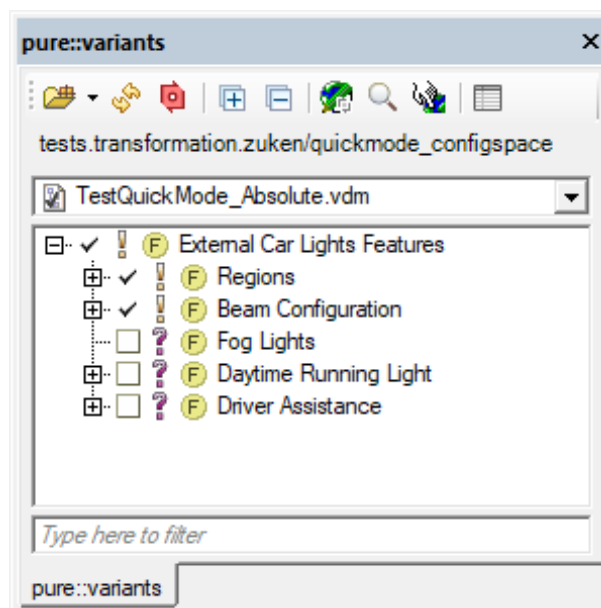 pure::variants
tests.transformation.zuken/quickmode_configspace
TestQuickMode_Absolute.vdm
External Car Lights Features
Regions
Beam Configuration
Fog Lights
Daytime Running Light
Driver Assistance
Type here to filter
pure::variants